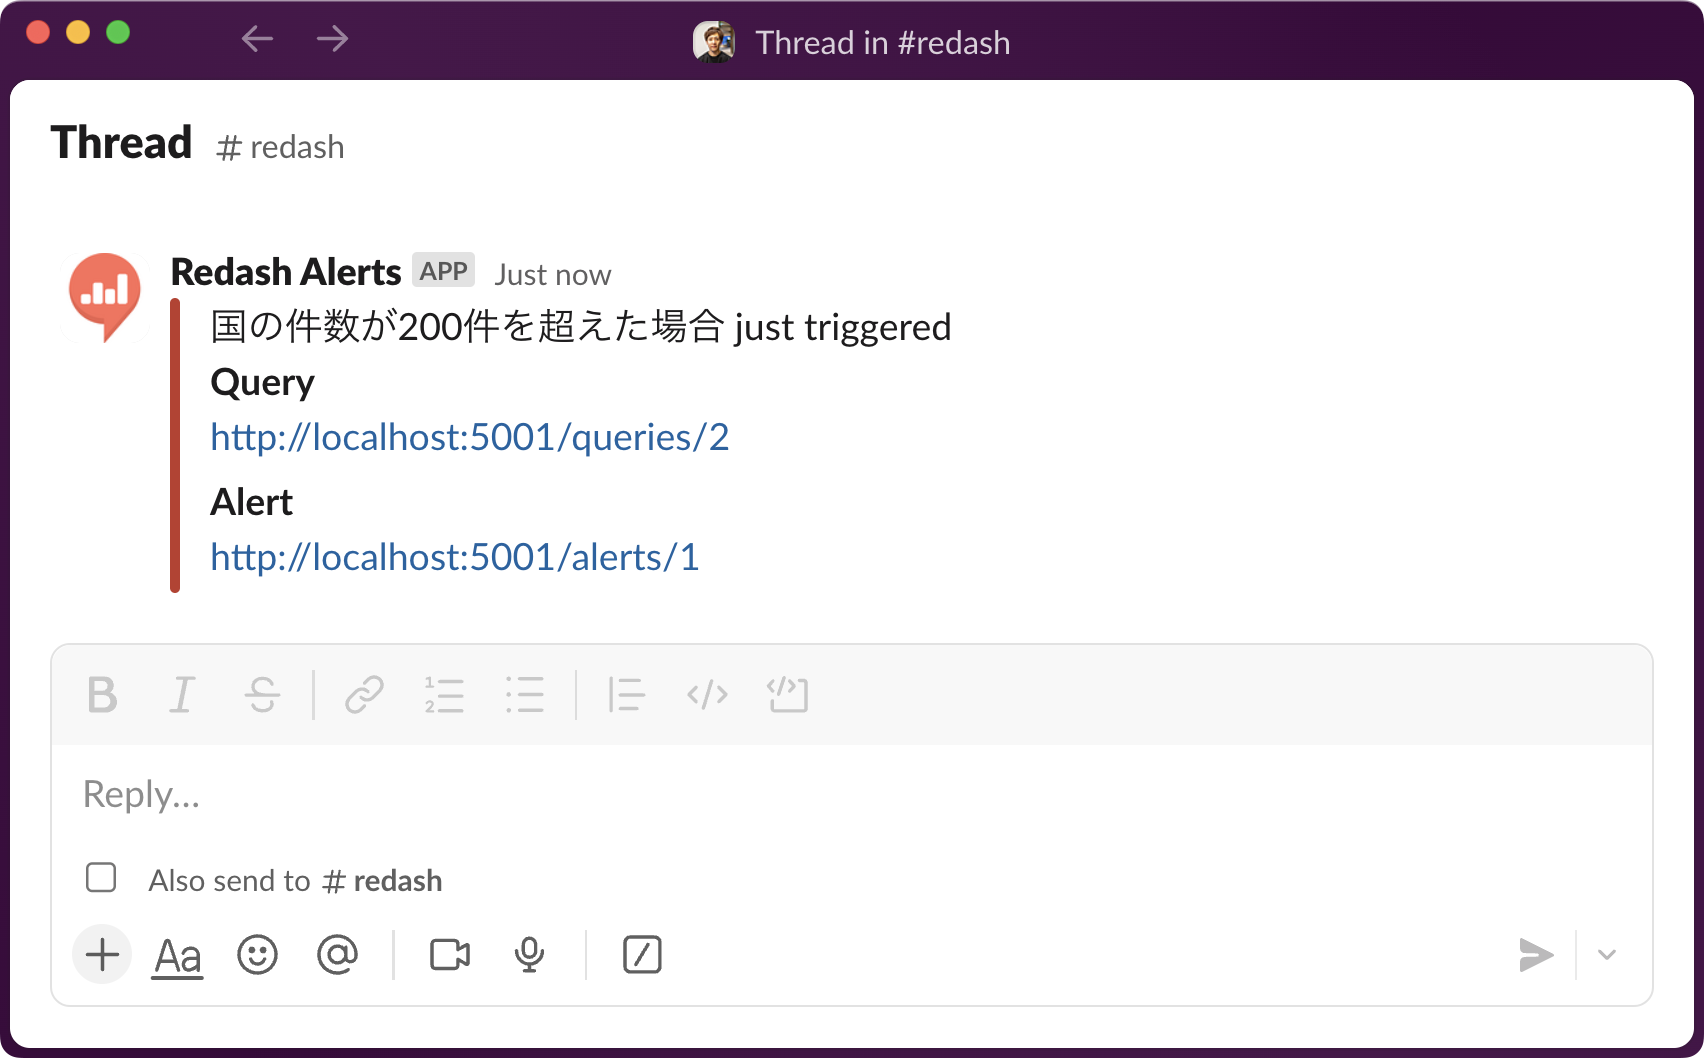 Thread in #redash
Thread # redash
Redash Alerts APP Just now
国の件数が200件を超えた場合 just triggered
Query
http://localhost:5001/queries/2
Alert
http://localhost:5001/alerts/1
Reply...
Also send to # redash
Aa